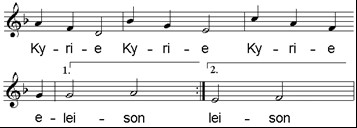 Ky - ri - e Ky - ri - e Ky - ri - e
1. 2.
e - lei - son lei - son